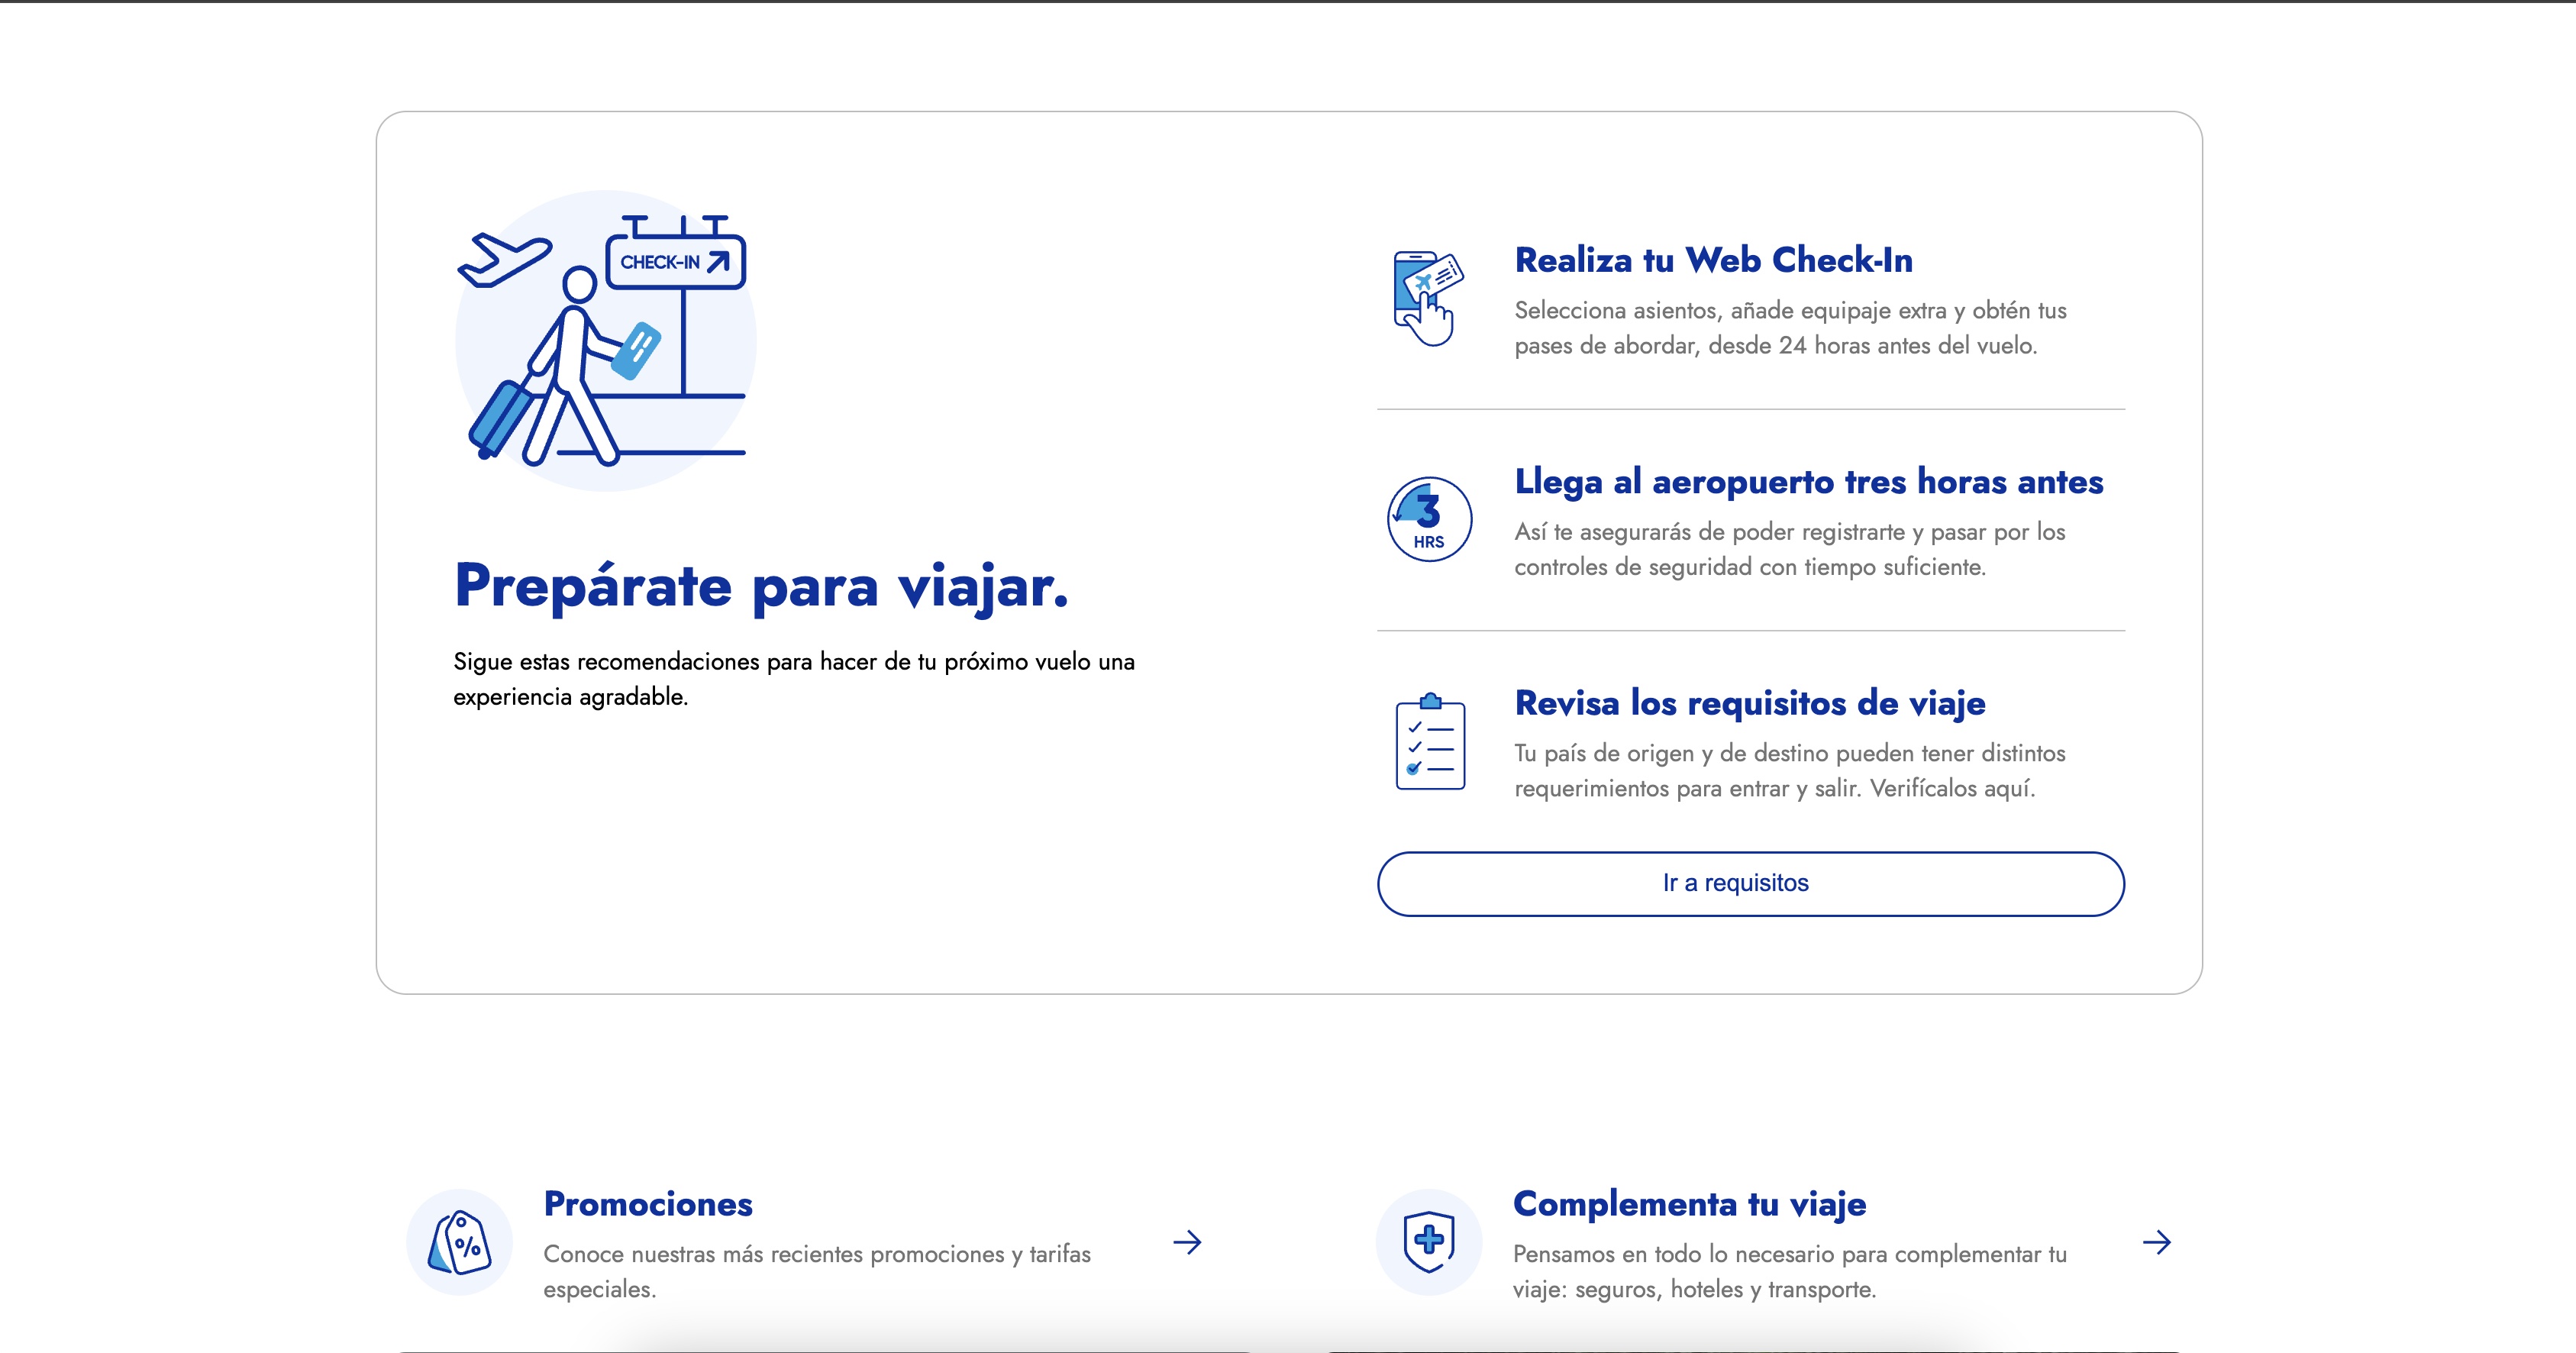 CHECK-IN
Prepárate para viajar.
Sigue estas recomendaciones para hacer de tu próximo vuelo una
experiencia agradable.
Realiza tu Web Check-In
Selecciona asientos, añade equipaje extra y obtén tus
pases de abordar, desde 24 horas antes del vuelo.
3
HRS
Llega al aeropuerto tres horas antes
Así te asegurarás de poder registrarte y pasar por los
controles de seguridad con tiempo suficiente.
Revisa los requisitos de viaje
Tu país de origen y de destino pueden tener distintos
requerimientos para entrar y salir. Verifícalos aquí.
Ir a requisitos
%
Promociones
Conoce nuestras más recientes promociones y tarifas
especiales.
Complementa tu viaje
Pensamos en todo lo necesario para complementar tu
viaje: seguros, hoteles y transporte.